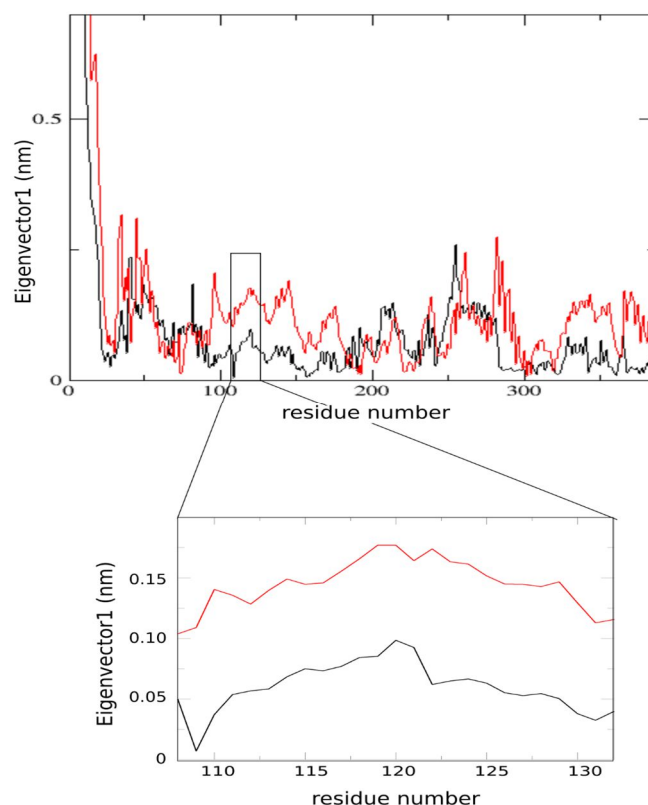 0.5
Eigenvector1 (nm)
0
0 100 200 300
residue number
0.15
0.10
0.05
0
Eigenvector1 (nm)
110 115 120 125 130
residue number